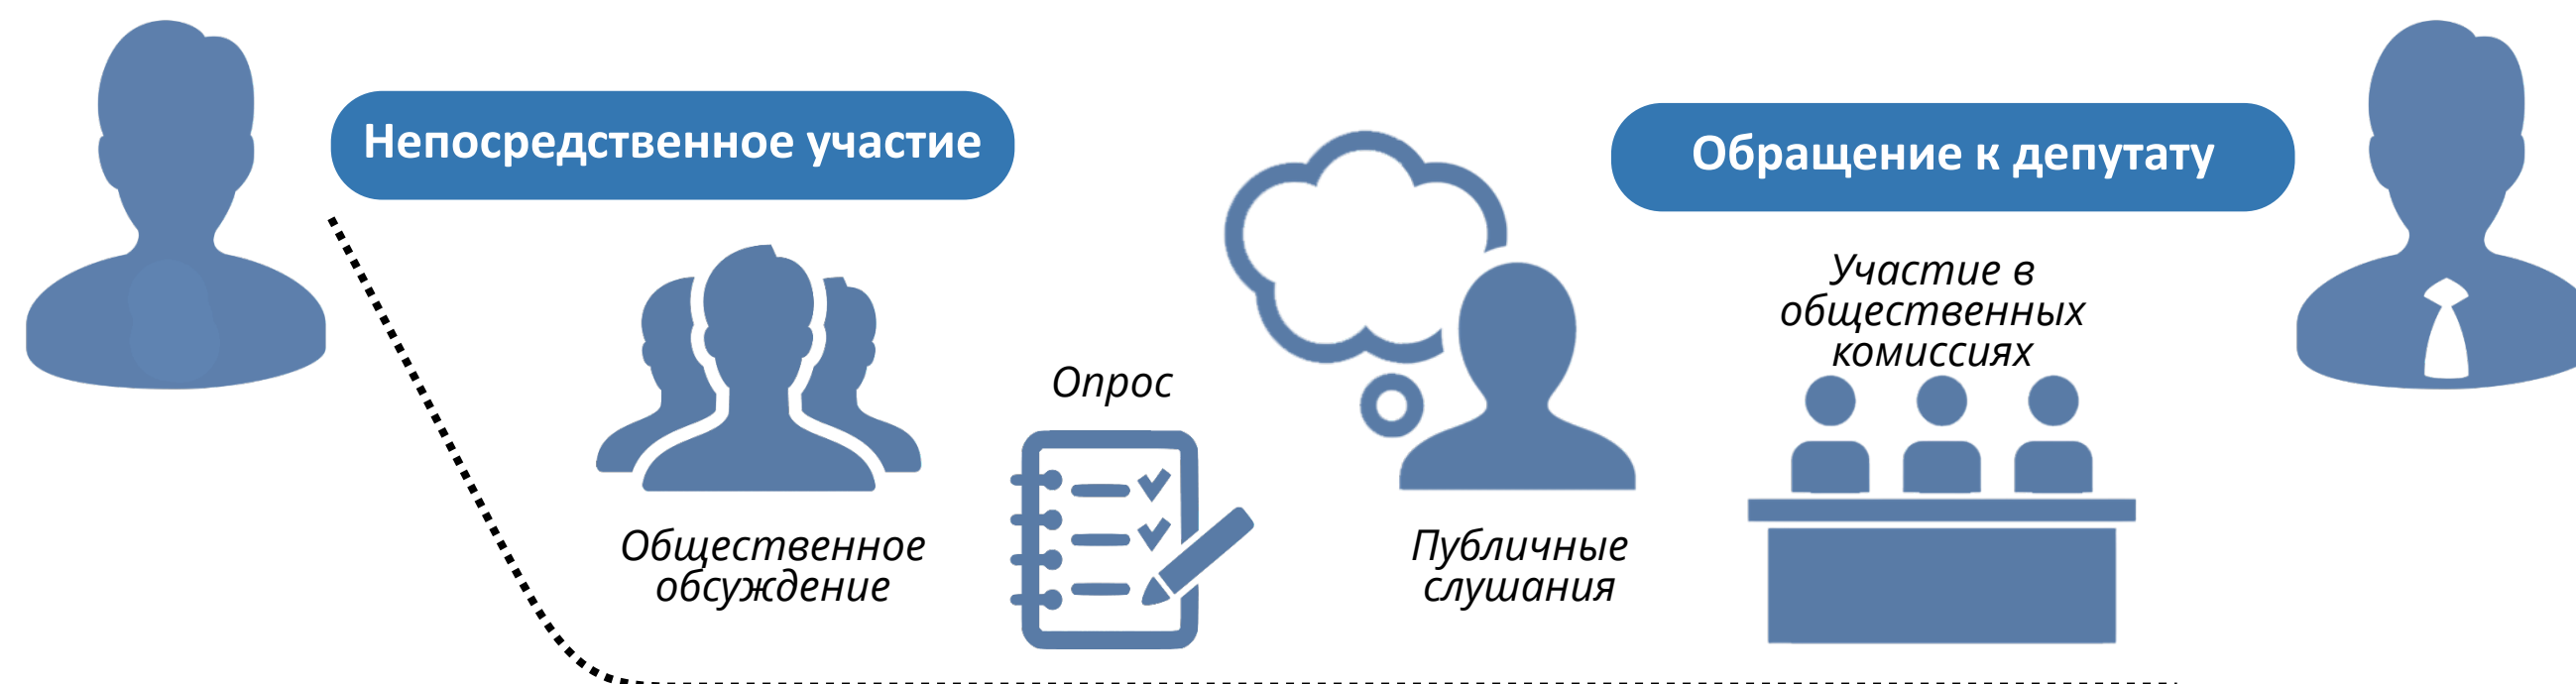 Непосредственное участие
Обращение к депутату
Участие в
общественных
комиссиях
Опрос
Общественное
обсуждение
Публичные
слушания